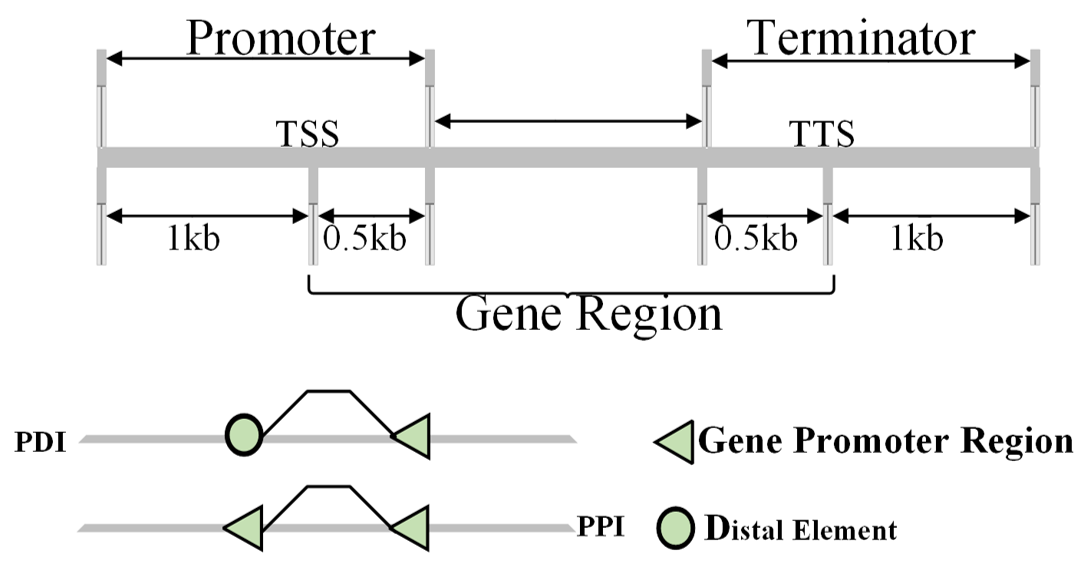 Promoter
Terminator
TSS
TTS
1kb
0.5kb
0.5kb
1kb
Gene Region
PDI
Gene Promoter Region
PPI
Distal Element